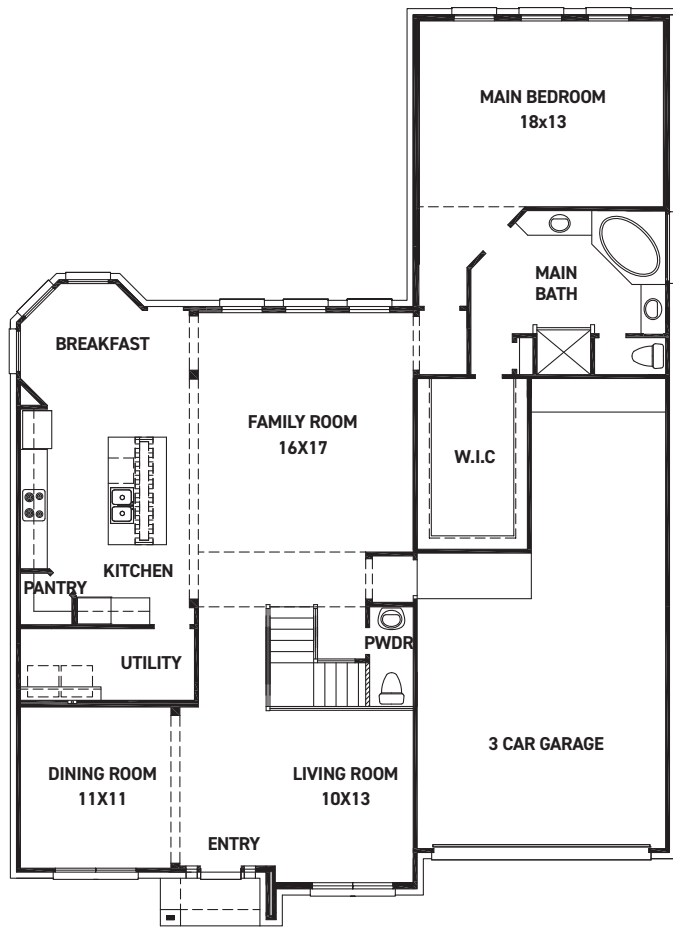 MAIN BEDROOM
18x13
MAIN
BATH
BREAKFAST
FAMILY ROOM
16X17
W.I.C
KITCHEN
PANTRY
PWDR
UTILITY
3 CAR GARAGE
DINING ROOM
11X11
LIVING ROOM
10X13
ENTRY